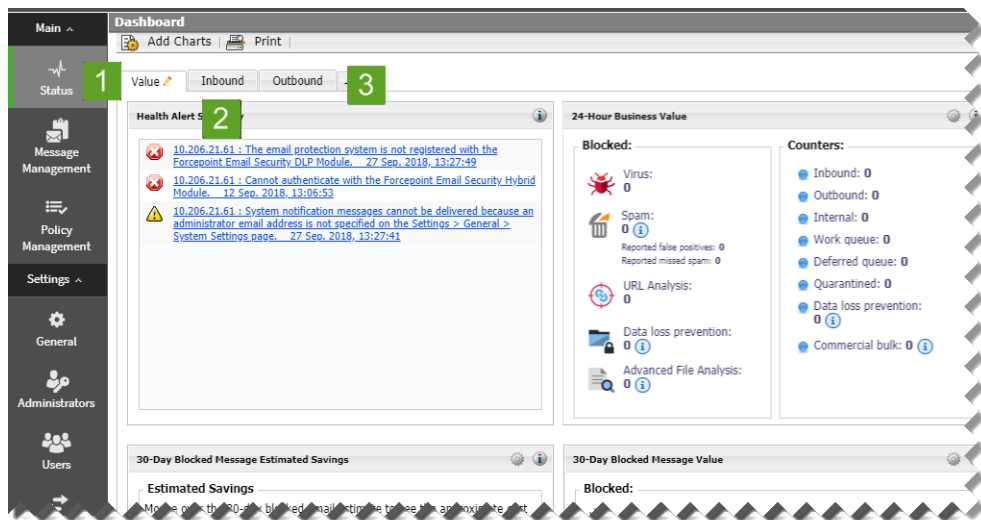 Main
Status
Message
Management
Policy
Management
Settings
General
Administrators
Users
Dashboard
Add Charts
Print
1
Value
Inbound
Outbound
3
2
Health Alert
10.206.21.61 : The email protection system is not registered with the
Forcepoint Email Security DLP Module. 27 Sep. 2018, 13:27:49
10.206.21.61 : Cannot authenticate with the Forcepoint Email Security Hybrid
Module. 12 Sep. 2018, 13:06:53
10.206.21.61 : System notification messages cannot be delivered because an
administrator email address is not specified on the Settings > General >
System Settings page. 27 Sep. 2018, 13:27:41
24-Hour Business Value
Blocked:
Virus:
0
Spam:
0
Reported false positives: 0
Reported missed spam: 0
URL Analysis:
0
Data loss prevention:
0
Advanced File Analysis:
0
Counters:
Inbound: 0
Outbound: 0
Internal: 0
Work queue: 0
Deferred queue: 0
Quarantined: 0
Data loss prevention:
0
Commercial bulk: 0
30-Day Blocked Message Estimated Savings
Estimated Savings
30-Day Blocked Message Value
Blocked: